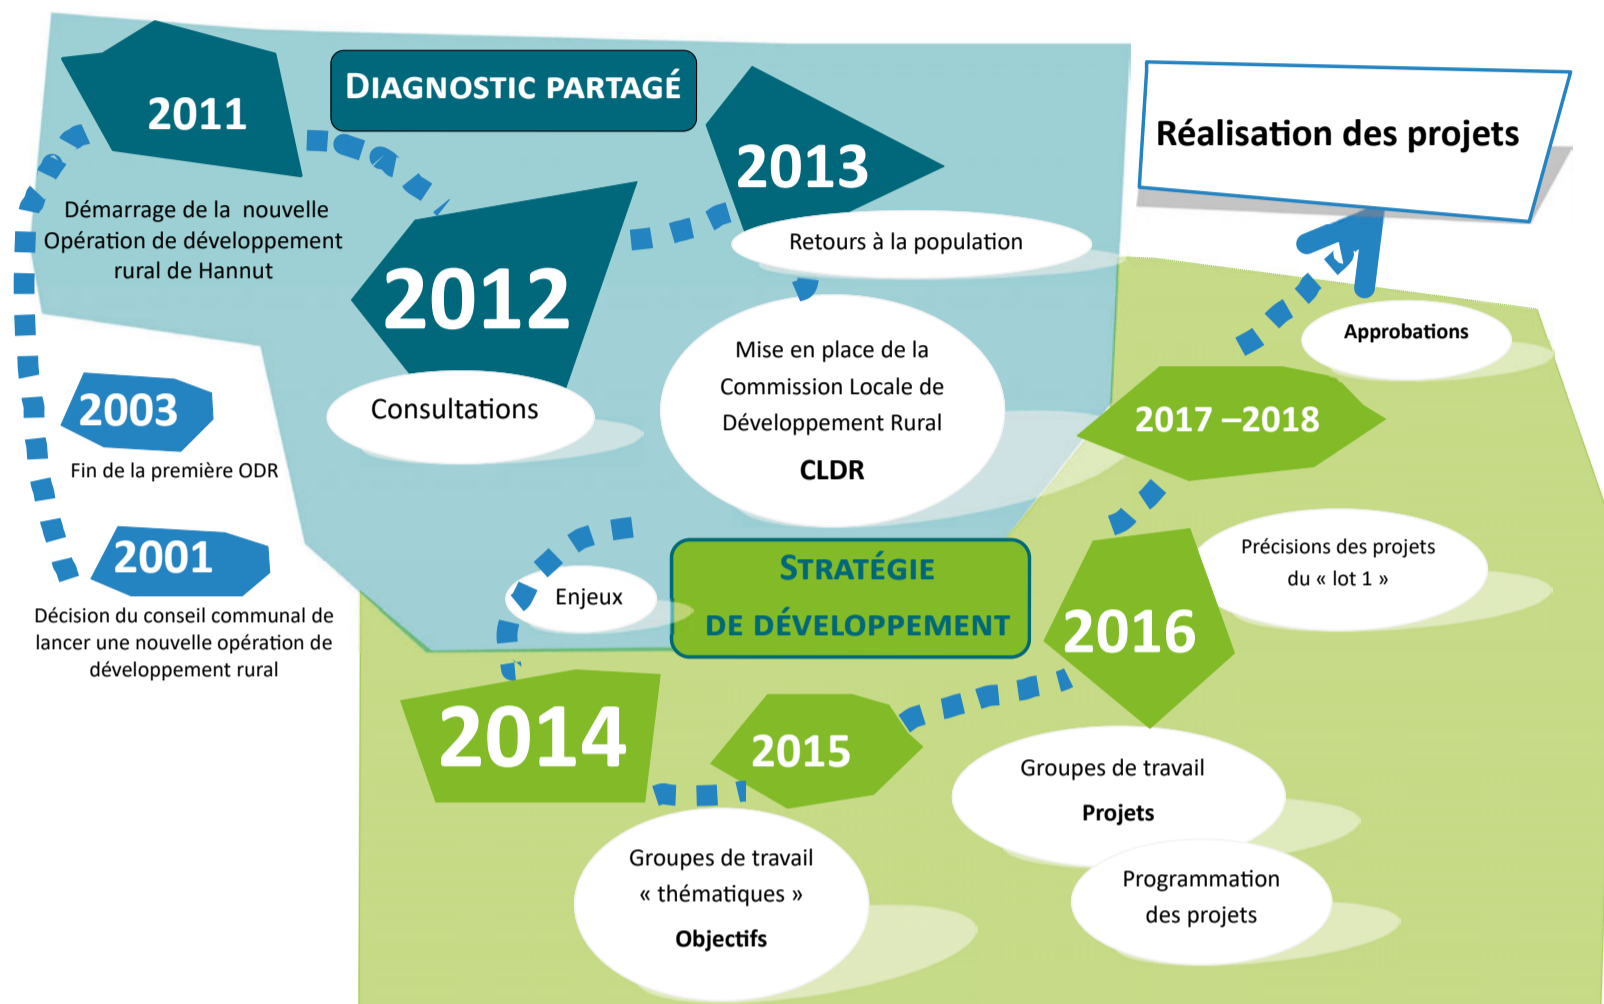 DIAGNOSTIC PARTAGÉ
2011
Démarrage de la nouvelle
Opération de développement
rural de Hannut
2003
Fin de la première ODR
2001
Décision du conseil communal de
lancer une nouvelle opération de
développement rural
2012
Consultations
2013
Retours à la population
Mise en place de la
Commission Locale de
Développement Rural
CLDR
Enjeux
STRATÉGIE
DE DÉVELOPPEMENT
2014
2015
Groupes de travail
« thématiques »
Objectifs
2016
Groupes de travail
Projets
Programmation
des projets
Précisions des projets
du « lot 1 »
2017 –2018
Approbations
Réalisation des projets